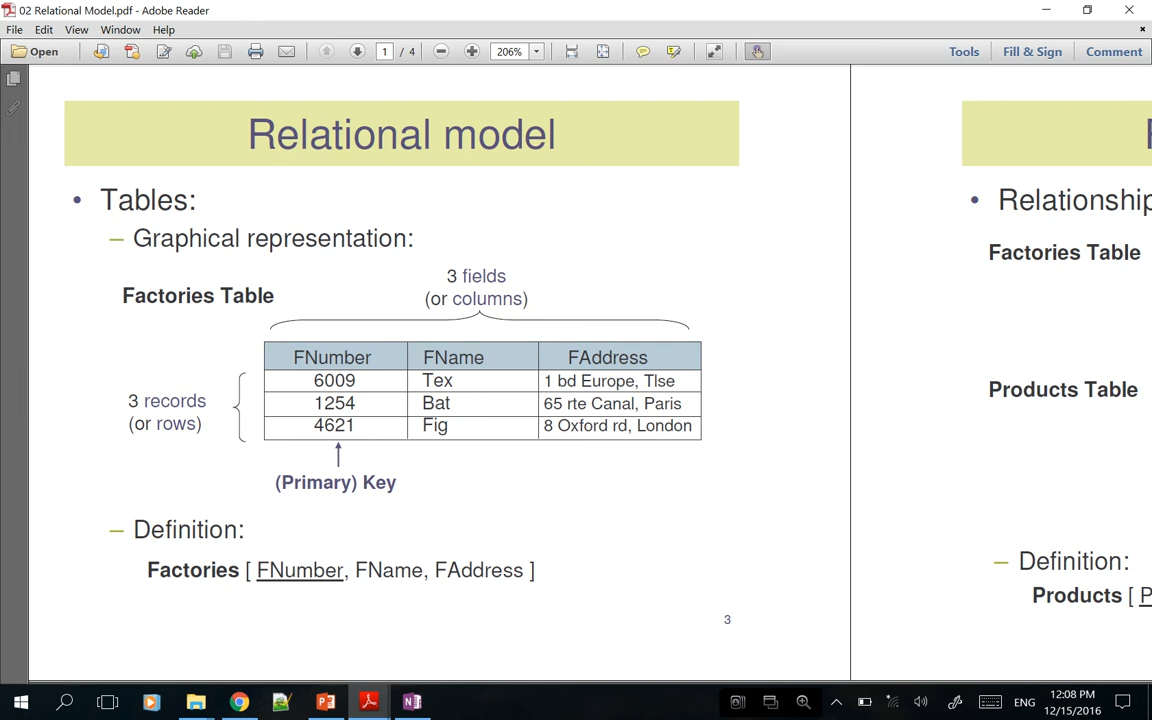 02 Relational Model.pdf - Adobe Reader
File Edit View Window Help
Open 1 / 4 206% Tools Fill & Sign Comment
Relational model
• Tables:
– Graphical representation:
3 fields
(or columns)
Factories Table
FNumber FName FAddress
6009 Tex 1 bd Europe, Tlse
1254 Bat 65 rte Canal, Paris
4621 Fig 8 Oxford rd, London
3 records
(or rows)
(Primary) Key
– Definition:
Factories [ FNumber, FName, FAddress ]
3
• Relationship
Factories Table
Products Table
– Definition:
Products [ P
ENG
12:08 PM
12/15/2016